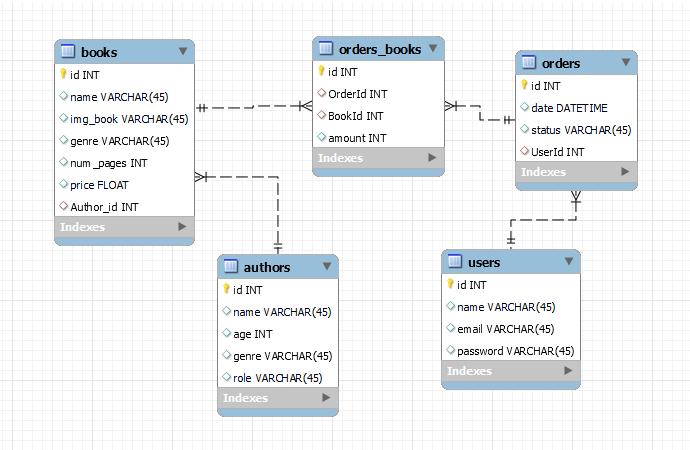 books
id INT
name VARCHAR(45)
img_book VARCHAR(45)
genre VARCHAR(45)
num_pages INT
price FLOAT
Author_id INT
Indexes
orders_books
id INT
OrderId INT
BookId INT
amount INT
Indexes
orders
id INT
date DATETIME
status VARCHAR(45)
UserId INT
Indexes
authors
id INT
name VARCHAR(45)
age INT
genre VARCHAR(45)
role VARCHAR(45)
Indexes
users
id INT
name VARCHAR(45)
email VARCHAR(45)
password VARCHAR(45)
Indexes